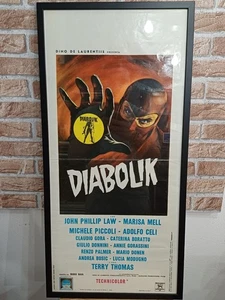 DINO DE LAURENTIIS
DIABOLIK
DIABOLIK
JOHN PHILLIP LAW - MARISA MELL
MICHELE PICCOLI - ADOLFO CELI
CLAUDIO GORA - CATERINA BORATTO
GIULIO DONNINI - ANNIE GORASSINI
RENZO PALMER - MARIO DONEN
ANDREA BOSIC - LUCIA MODUGNO
TERRY THOMAS
TECHNICOLOR